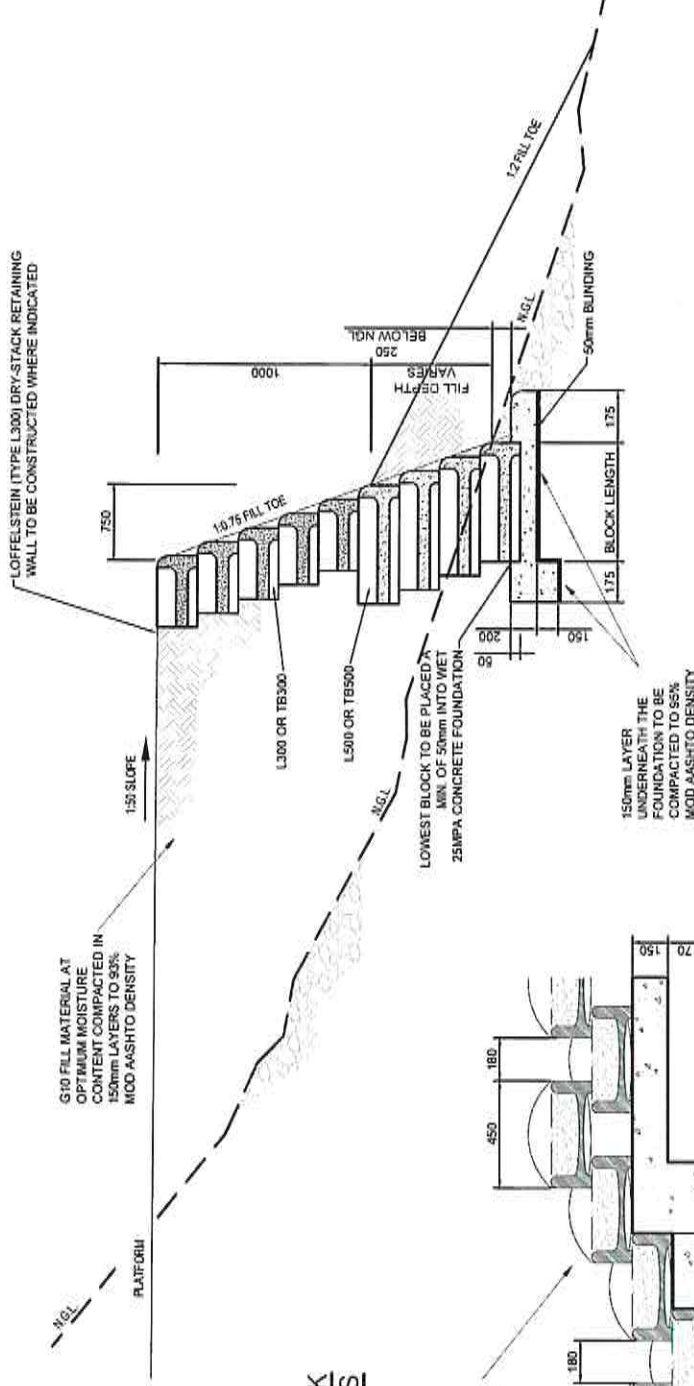 LOFFELSTEIN (TYPE L300) DRY-STACK RETAINING
WALL TO BE CONSTRUCTED WHERE INDICATED
G10 FILL MATERIAL AT
OPTIMUM MOISTURE
CONTENT COMPACTED IN
150mm LAYERS TO 93%
MOD AASHTO DENSITY
1:50 SLOPE
N.G.L
PLATFORM
750
1:0.75 FILL TOE
1000
FILL DEPTH
VARIES
250
BELOW NGL
1:2 FILL TOE
L300 OR TB300
L500 OR TB500
N.G.L
N.G.L
LOWEST BLOCK TO BE PLACED A
MIN. OF 50mm INTO WET
25MPA CONCRETE FOUNDATION
50mm BLINDING
50
200
150
175
BLOCK LENGTH
175
150mm LAYER
UNDERNEATH THE
FOUNDATION TO BE
COMPACTED TO 95%
MOD AASHTO DENSITY
450
180
150
180